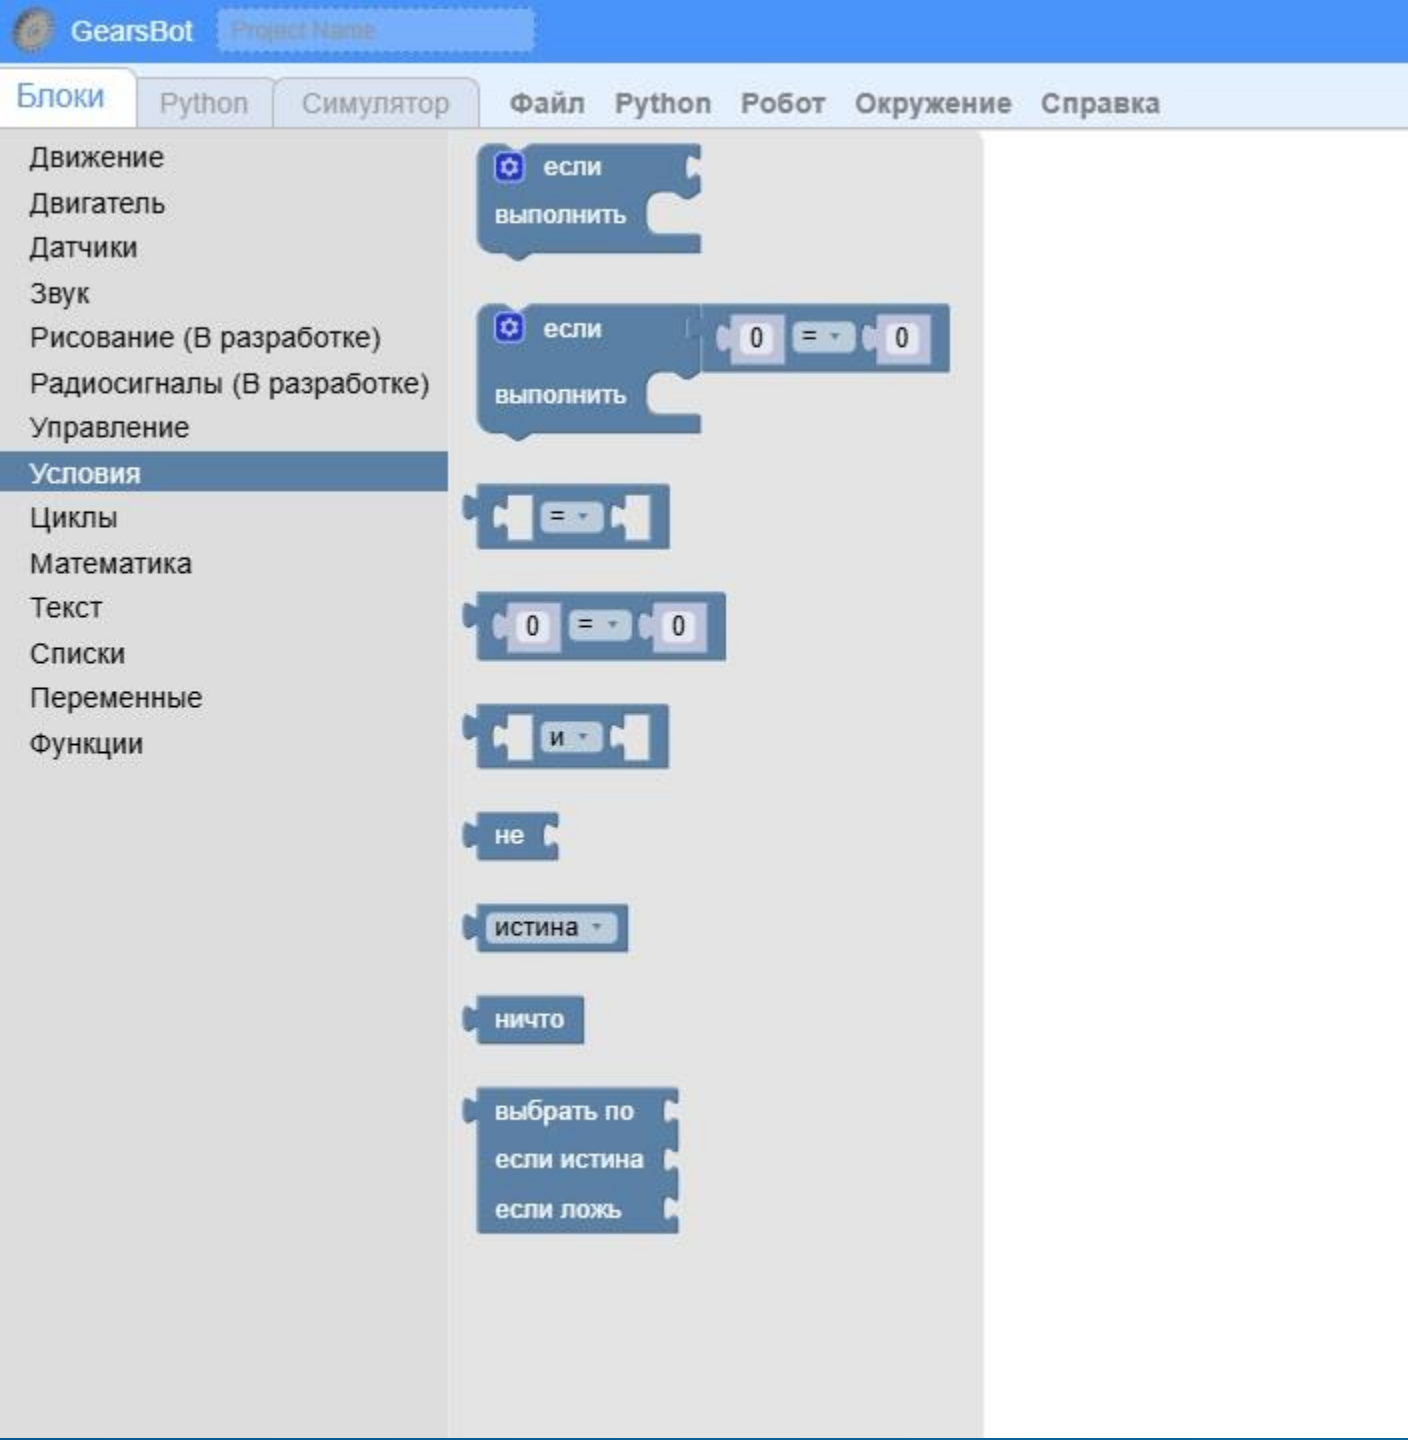 GearsBot Project Name
Блоки Python Симулятор Файл Python Робот Окружение Справка
Движение
Двигатель
Датчики
Звук
Рисование (В разработке)
Радиосигналы (В разработке)
Управление
Условия
Циклы
Математика
Текст
Списки
Переменные
Функции
если
выполнить
если 0 = 0
выполнить
=
0 = 0
и
не
истина
ничто
выбрать по
если истина
если ложь